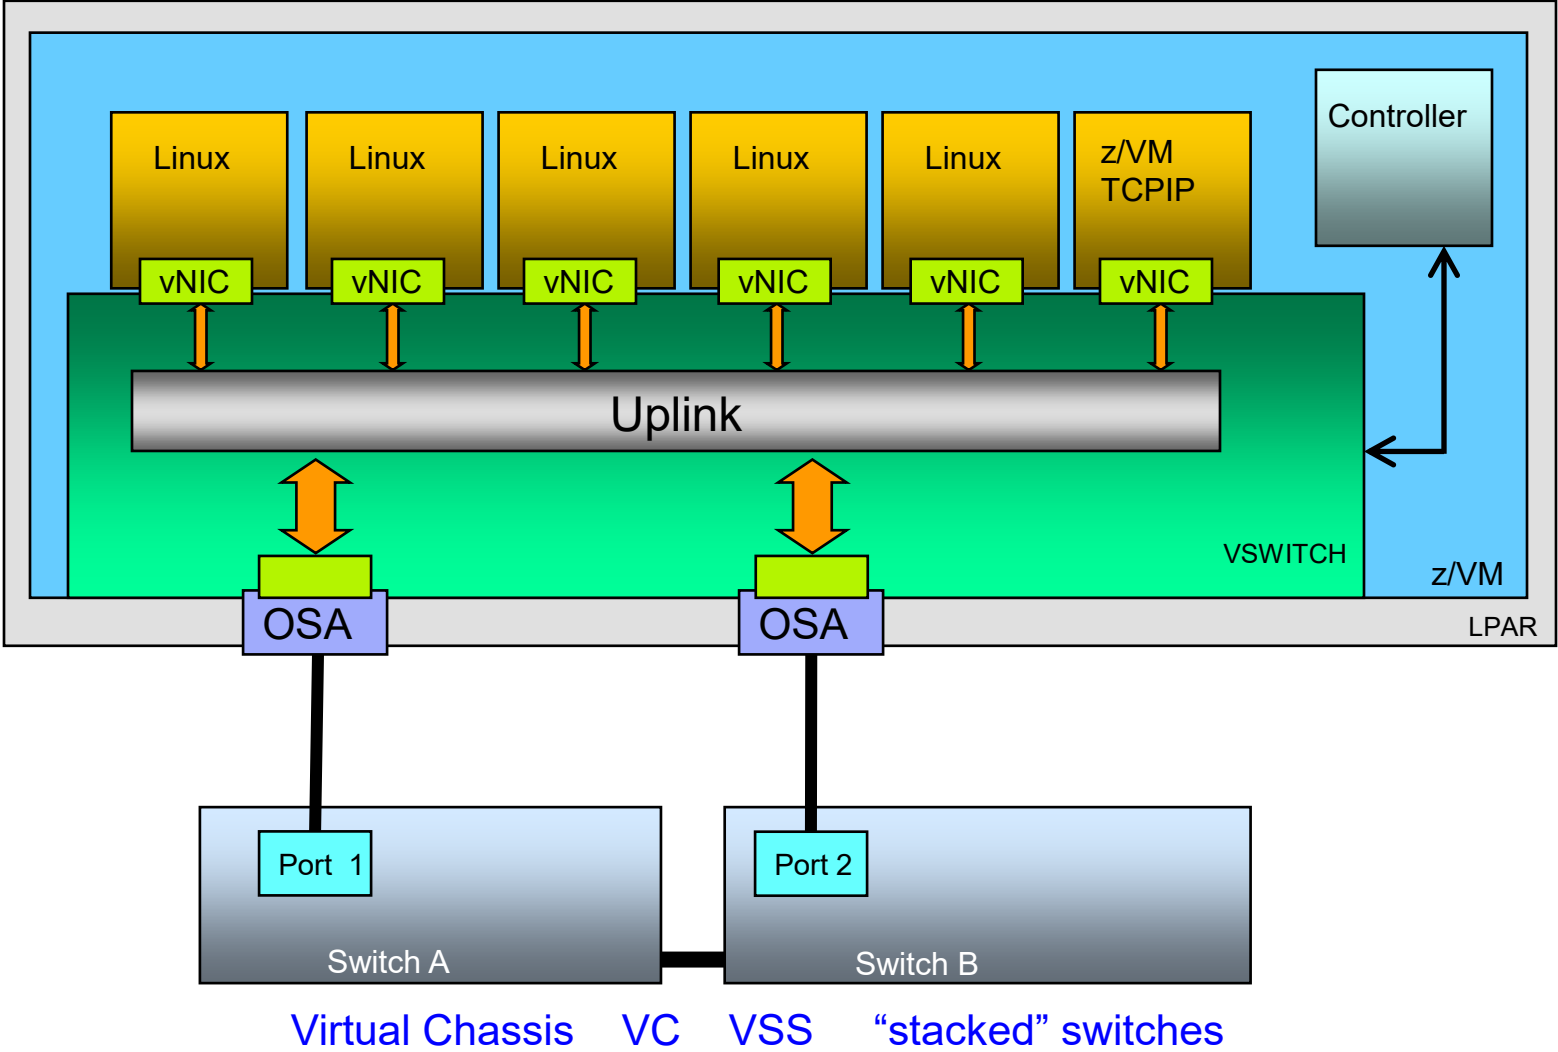 Controller
Linux
Linux
Linux
Linux
Linux
z/VM
TCPIP
vNIC
vNIC
vNIC
vNIC
vNIC
vNIC
Uplink
VSWITCH
z/VM
OSA
OSA
LPAR
Port 1
Port 2
Switch A
Switch B
Virtual Chassis VC VSS “stacked” switches